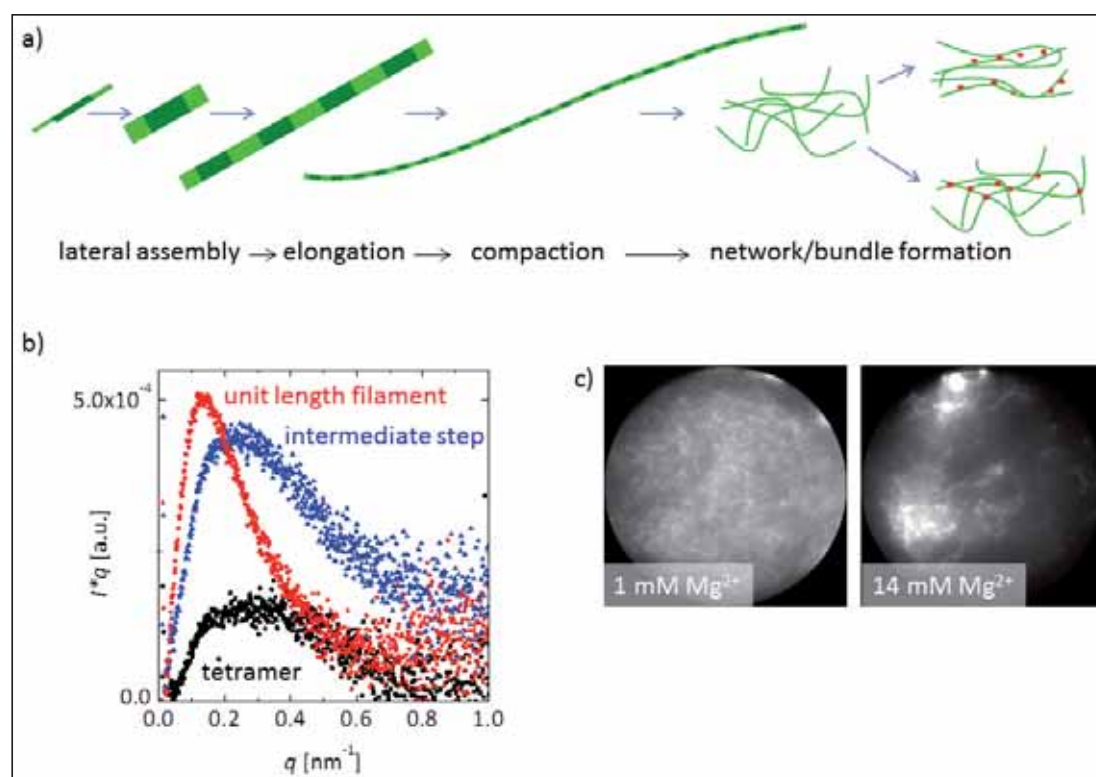 a)
lateral assembly → elongation → compaction → network/bundle formation
b)
unit length filament
intermediate step
tetramer
5.0x10⁻⁴
0.0
I*q [a.u.]
0.0 0.2 0.4 0.6 0.8 1.0
q [nm⁻¹]
c)
1 mM Mg²⁺
14 mM Mg²⁺